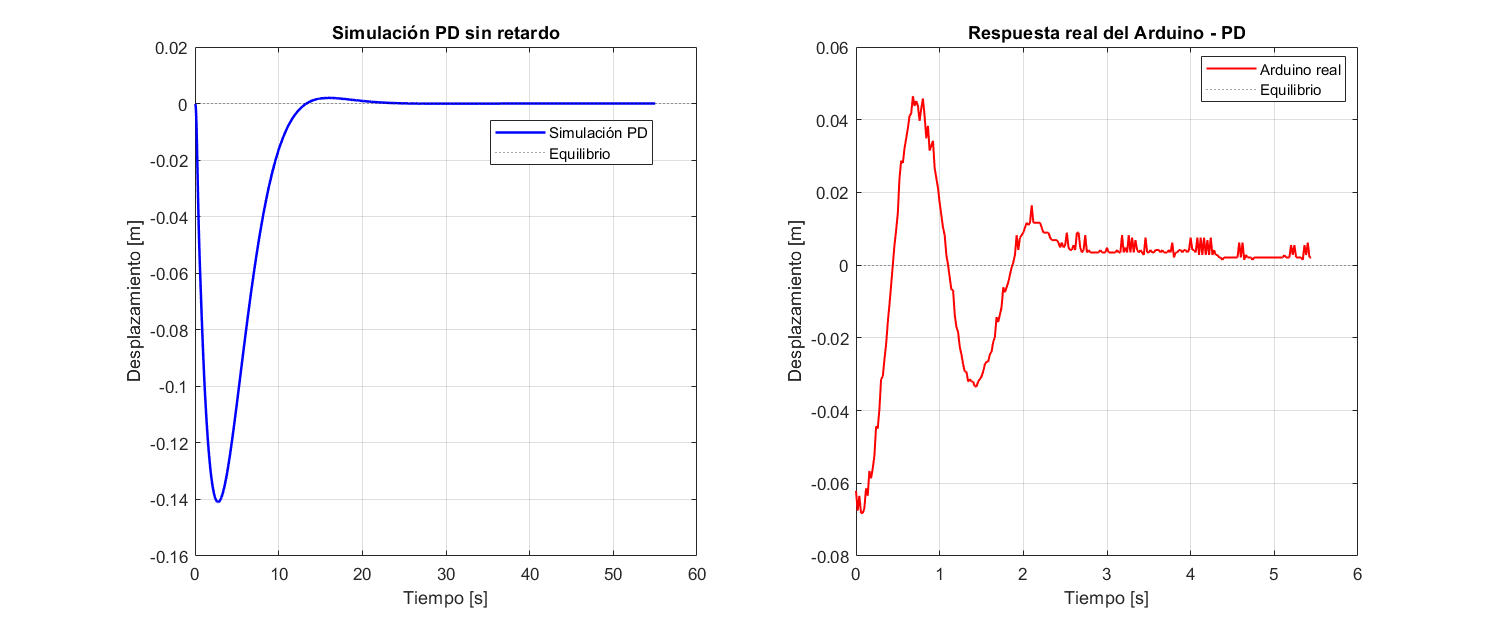 Simulación PD sin retardo
0.02
0
-0.02
-0.04
-0.06
-0.08
-0.1
-0.12
-0.14
-0.16
Desplazamiento [m]
Simulación PD
Equilibrio
0 10 20 30 40 50 60
Tiempo [s]
Respuesta real del Arduino - PD
0.06
0.04
0.02
0
-0.02
-0.04
-0.06
-0.08
Desplazamiento [m]
Arduino real
Equilibrio
0 1 2 3 4 5 6
Tiempo [s]